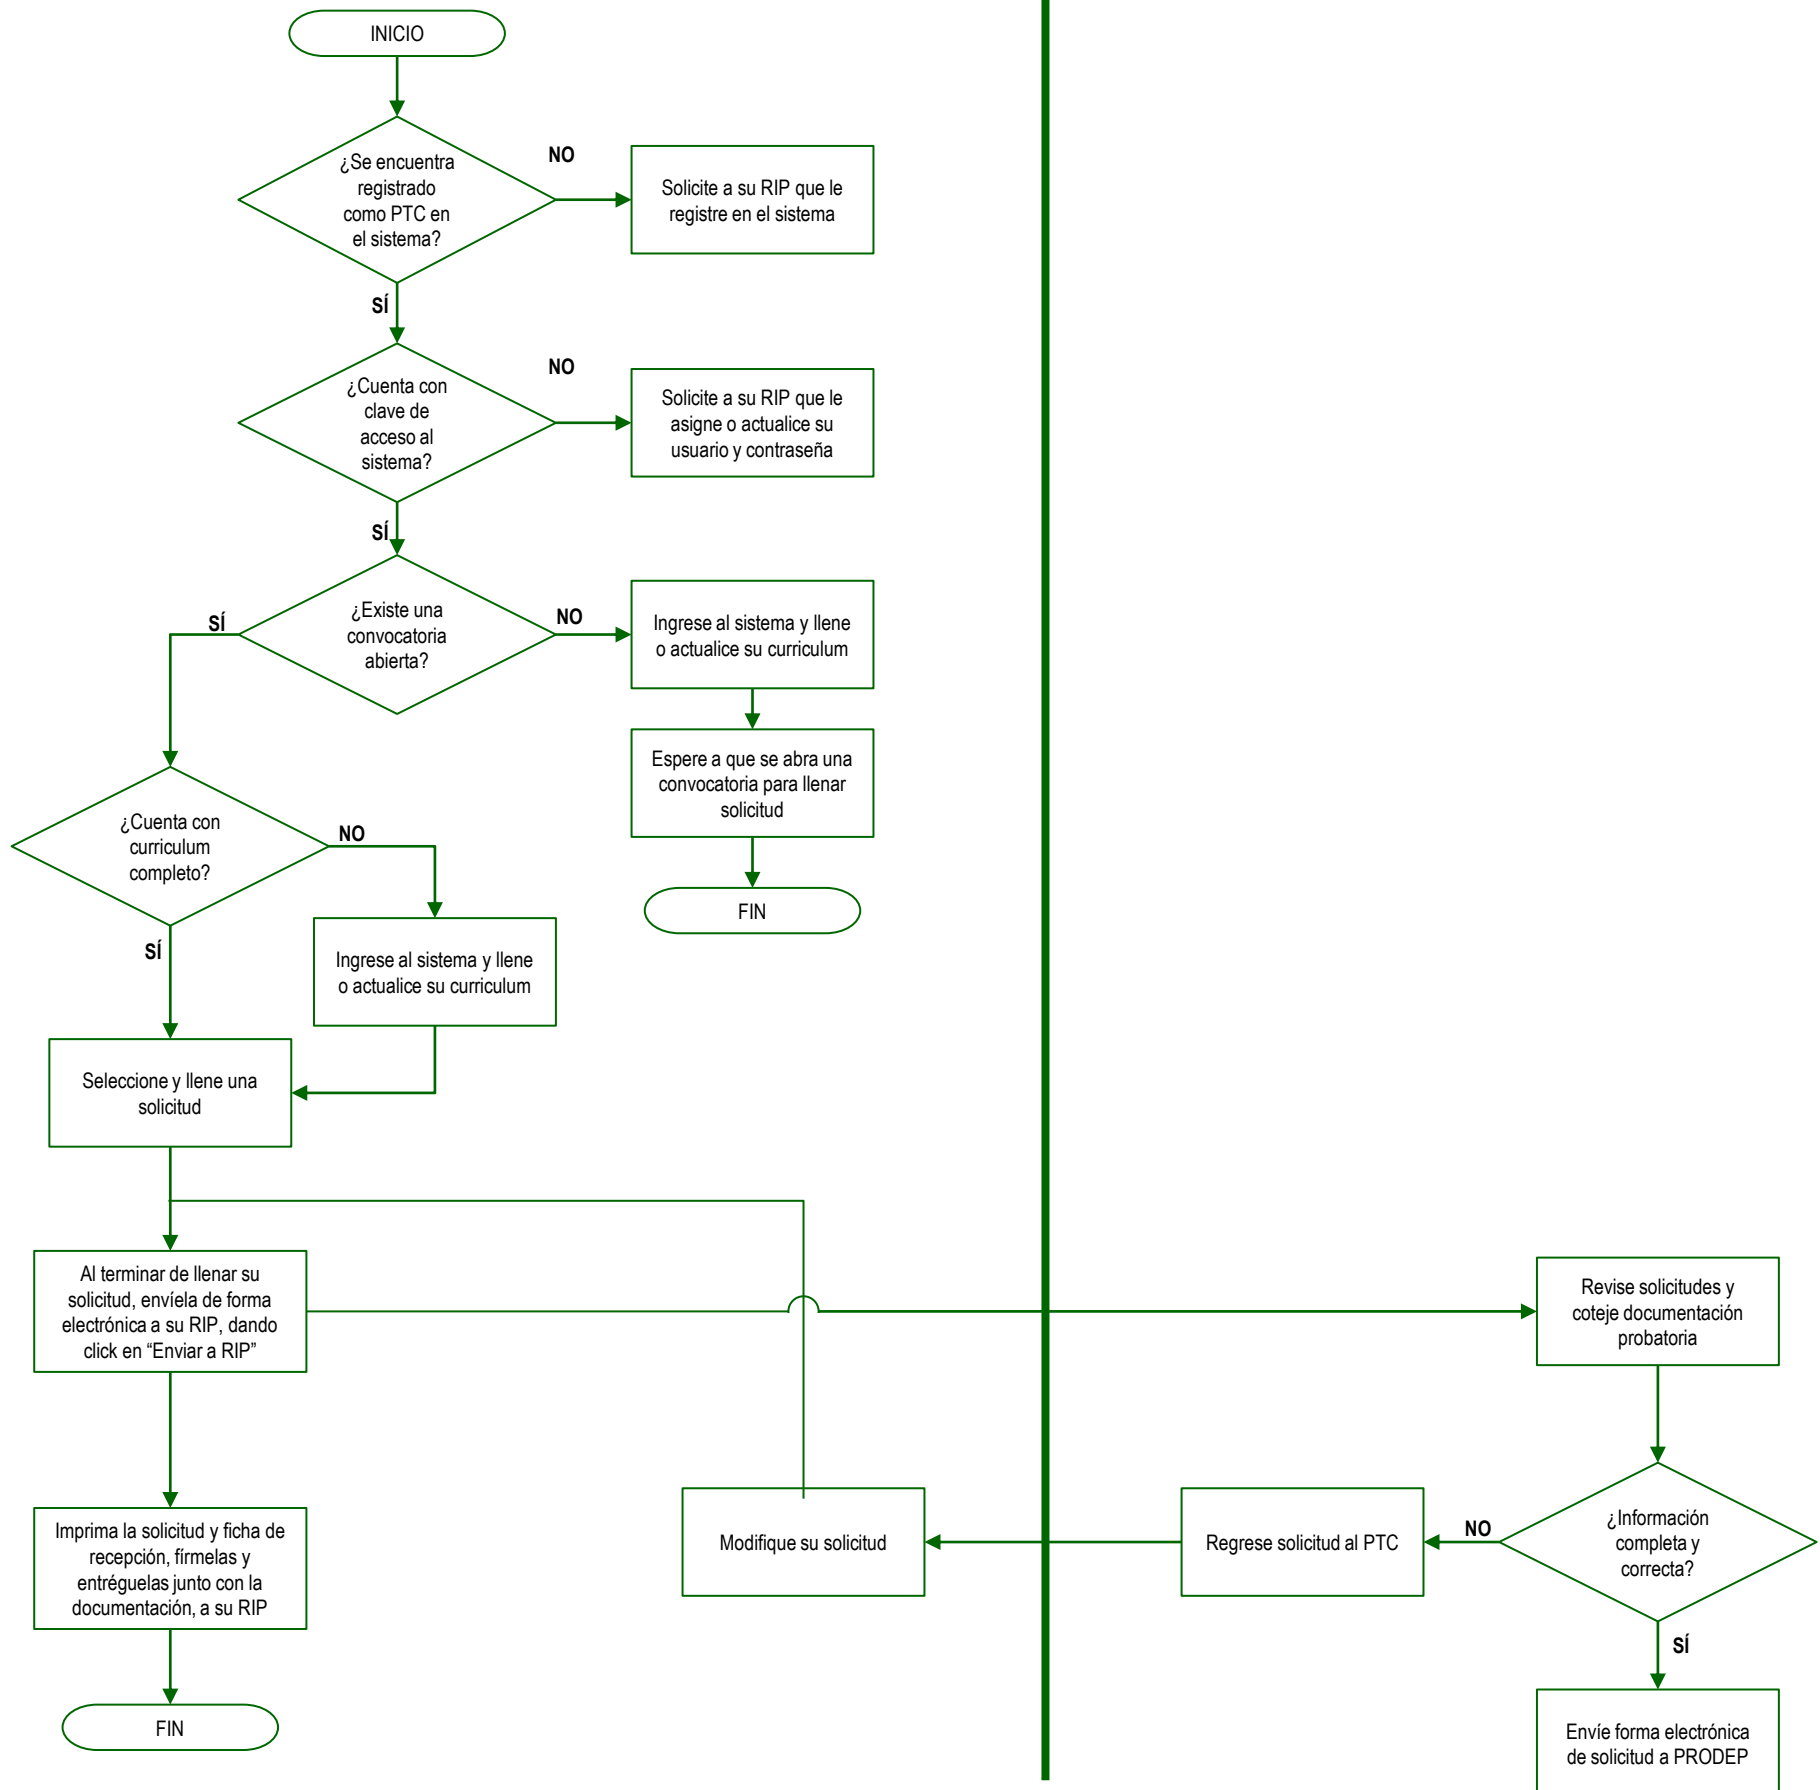 INICIO
¿Se encuentra
registrado
como PTC en
el sistema?
NO
Solicite a su RIP que le
registre en el sistema
SÍ
¿Cuenta con
clave de
acceso al
sistema?
NO
Solicite a su RIP que le
asigne o actualice su
usuario y contraseña
SÍ
¿Existe una
convocatoria
abierta?
SÍ
NO
Ingrese al sistema y llene
o actualice su curriculum
Espere a que se abra una
convocatoria para llenar
solicitud
FIN
¿Cuenta con
curriculum
completo?
NO
SÍ
Ingrese al sistema y llene
o actualice su curriculum
Seleccione y llene una
solicitud
Al terminar de llenar su
solicitud, envíela de forma
electrónica a su RIP, dando
click en “Enviar a RIP”
Revise solicitudes y
coteje documentación
probatoria
Imprima la solicitud y ficha de
recepción, fírmelas y
entréguelas junto con la
documentación, a su RIP
Modifique su solicitud
Regrese solicitud al PTC
NO
¿Información
completa y
correcta?
SÍ
FIN
Envíe forma electrónica
de solicitud a PRODEP